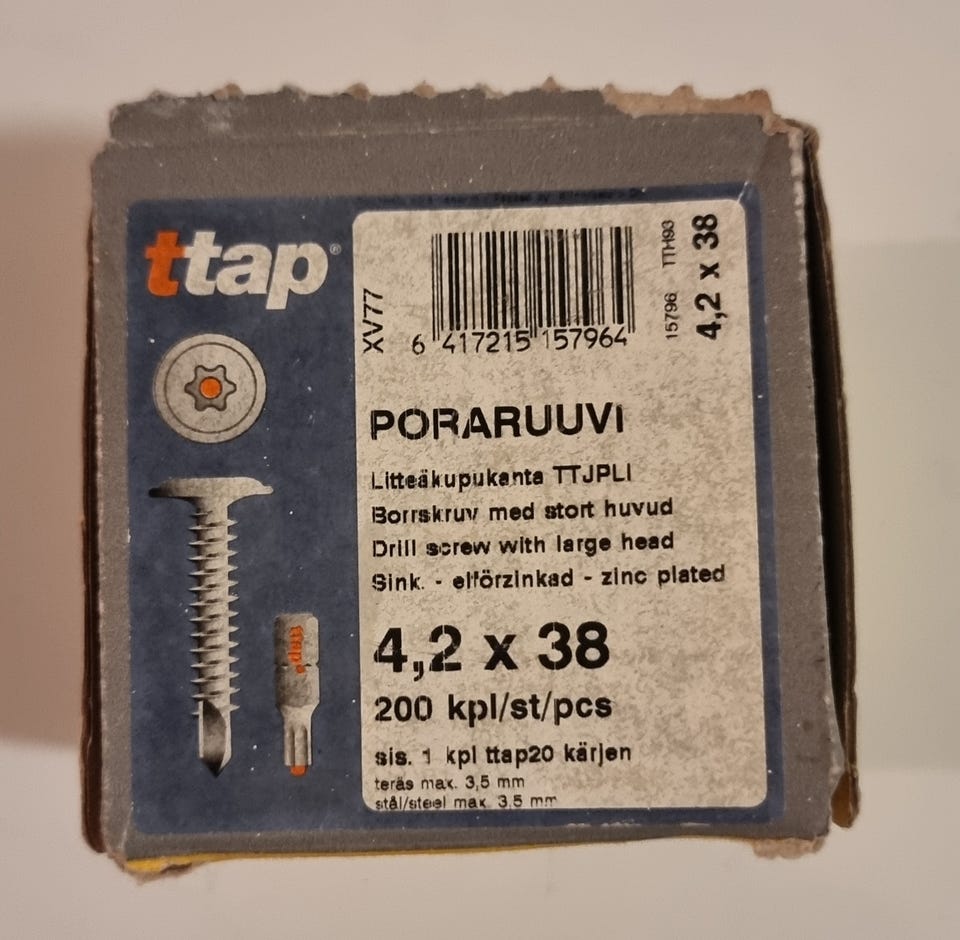 ttap®
XV77
6 417215 157964
15796 TTH93
4,2 x 38
PORARUUVI
Litteäkupukanta TTJPLI
Borrskruv med stort huvud
Drill screw with large head
Sink. - elförzinkad - zinc plated
4,2 x 38
200 kpl/st/pcs
sis. 1 kpl ttap20 kärjen
teräs max. 3,5 mm
stål/steel max. 3,5 mm
ttap